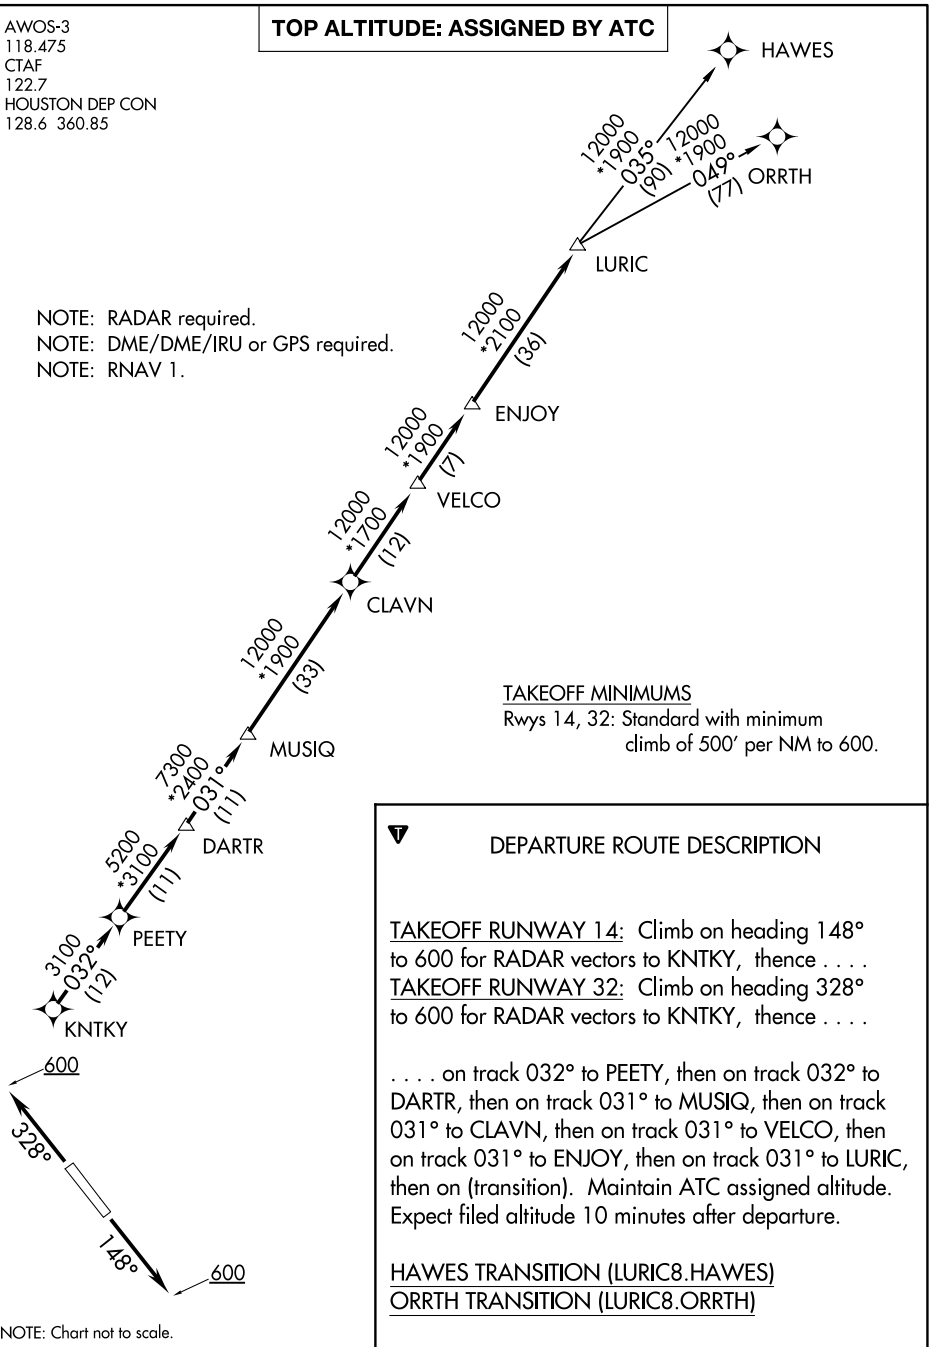 AWOS-3
118.475
CTAF
122.7
HOUSTON DEP CON
128.6 360.85
TOP ALTITUDE: ASSIGNED BY ATC
HAWES
12000
*1900
035°
(90)
12000
*1900
049°
(77)
ORRTH
LURIC
NOTE: RADAR required.
NOTE: DME/DME/IRU or GPS required.
NOTE: RNAV 1.
12000
*2100
(36)
ENJOY
12000
*1900
(7)
VELCO
12000
*1700
(12)
CLAVN
12000
*1900
(33)
MUSIQ
TAKEOFF MINIMUMS
Rwys 14, 32: Standard with minimum
climb of 500' per NM to 600.
7300
*2400
031°
(11)
DARTR
5200
*3100
(11)
PEETY
3100
032°
(12)
KNTKY
600
328°
148°
600
NOTE: Chart not to scale.
T
DEPARTURE ROUTE DESCRIPTION
TAKEOFF RUNWAY 14: Climb on heading 148°
to 600 for RADAR vectors to KNTKY, thence . . . .
TAKEOFF RUNWAY 32: Climb on heading 328°
to 600 for RADAR vectors to KNTKY, thence . . . .
. . . . on track 032° to PEETY, then on track 032° to
DARTR, then on track 031° to MUSIQ, then on track
031° to CLAVN, then on track 031° to VELCO, then
on track 031° to ENJOY, then on track 031° to LURIC,
then on (transition). Maintain ATC assigned altitude.
Expect filed altitude 10 minutes after departure.
HAWES TRANSITION (LURIC8.HAWES)
ORRTH TRANSITION (LURIC8.ORRTH)